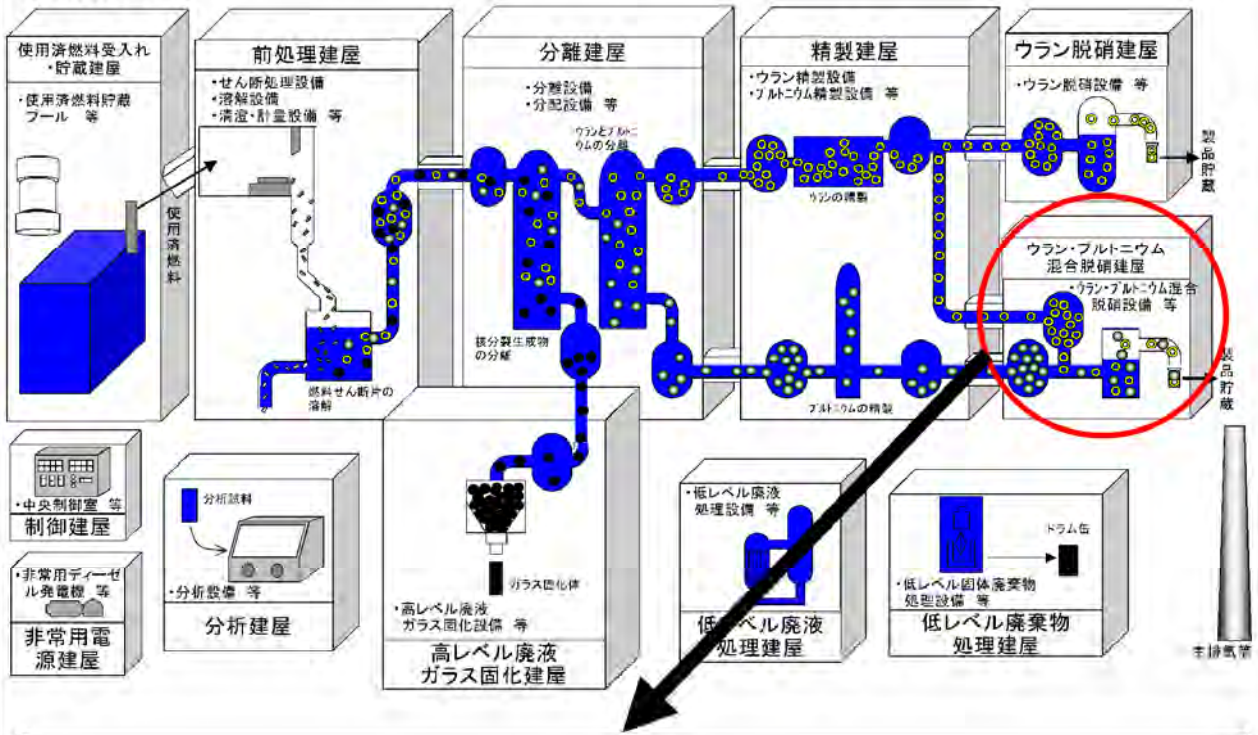 使用済燃料受入れ
・貯蔵建屋
・使用済燃料貯蔵
プール 等
使用済燃料
前処理建屋
・せん断処理設備
・溶解設備
・清澄・計量設備 等
燃料せん断片の
溶解
分離建屋
・分離設備
・分配設備 等
ウランとプルトニ
ウムの分離
核分裂生成物
の分離
精製建屋
・ウラン精製設備
・プルトニウム精製設備 等
ウランの精製
プルトニウムの精製
ウラン脱硝建屋
・ウラン脱硝設備 等
製品貯蔵
ウラン・プルトニウム
混合脱硝建屋
・ウラン・プルトニウム混合
脱硝設備 等
製品貯蔵
・中央制御室 等
制御建屋
・非常用ディーゼ
ル発電機 等
非常用電
源建屋
分析試料
・分析設備 等
分析建屋
ガラス固化体
・高レベル廃液
ガラス固化設備 等
高レベル廃液
ガラス固化建屋
・低レベル廃液
処理設備 等
低レベル廃液
処理建屋
ドラム缶
・低レベル固体廃棄物
処理設備 等
低レベル廃棄物
処理建屋
主排気筒